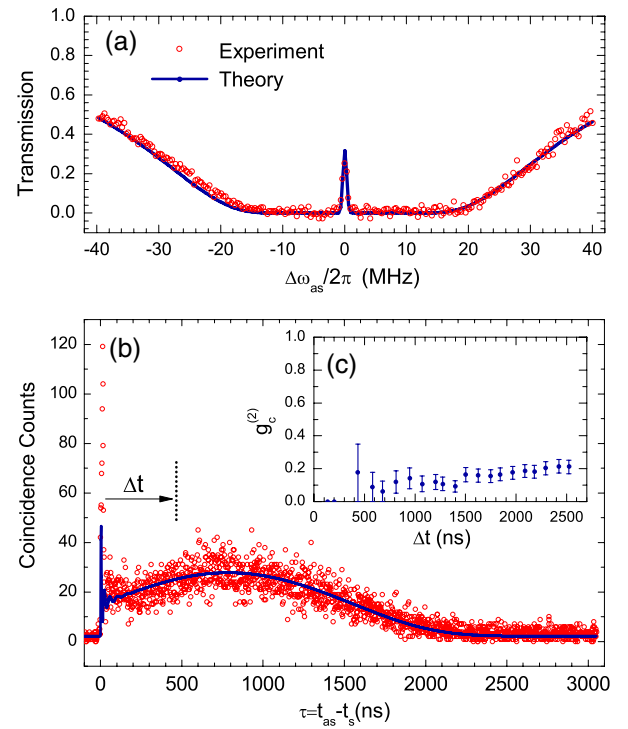 (a)
Experiment
Theory
Transmission
1.0
0.8
0.6
0.4
0.2
0.0
-40 -30 -20 -10 0 10 20 30 40
Δω_as/2π (MHz)
(b)
Coincidence Counts
120
100
80
60
40
20
0
Δt
0 500 1000 1500 2000 2500 3000
τ=t_as-t_s(ns)
(c)
g_c^(2)
1.0
0.8
0.6
0.4
0.2
0.0
0 500 1000 1500 2000 2500
Δt (ns)